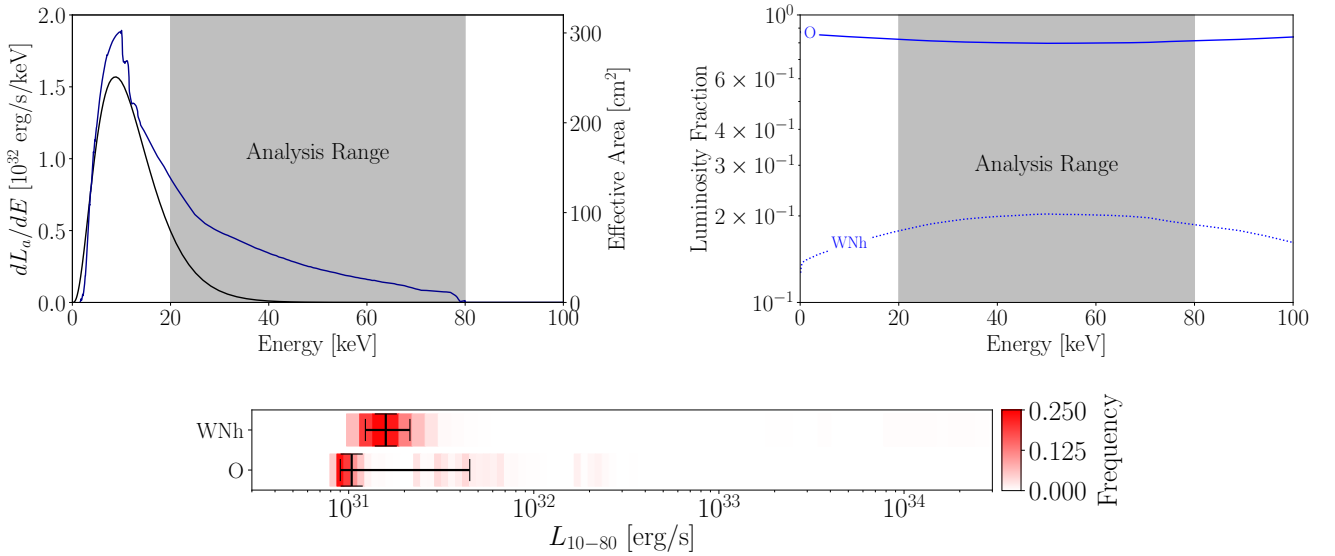 2.0
1.5
1.0
0.5
0.0
0
20
40
60
80
100
Energy [keV]
dL_a/dE [10^32 erg/s/keV]
300
200
100
0
Effective Area [cm^2]
Analysis Range
10^0
6 × 10^-1
4 × 10^-1
3 × 10^-1
2 × 10^-1
10^-1
Luminosity Fraction
O
WNh
Analysis Range
0
20
40
60
80
100
Energy [keV]
WNh
O
10^31
10^32
10^33
10^34
L_10−80 [erg/s]
0.250
0.125
0.000
Frequency